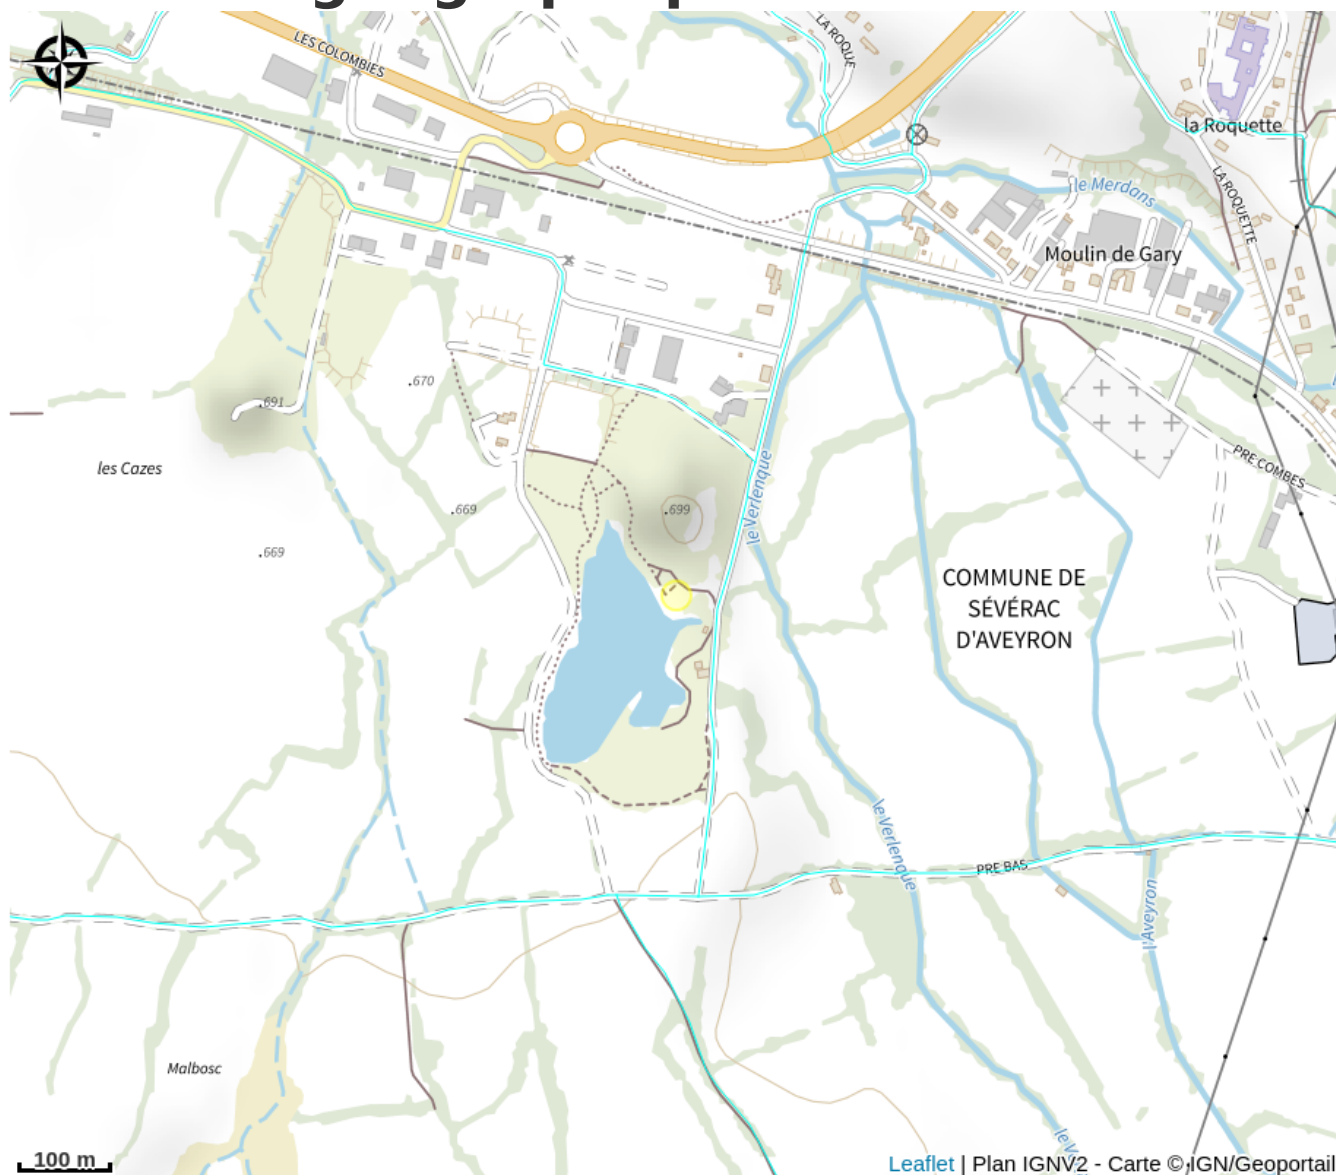 LES COLOMBIES
LA ROQUE
la Roquette
LA ROQUETTE
le Merdans
Moulin de Gary
.670
.691
les Cazes
PRE COMBES
le Verlenque
.669
.699
.669
COMMUNE DE
SÉVÉRAC
D'AVEYRON
le Verlenque
PRE BAS
l'Aveyron
Malbosc
100 m
Leaflet | Plan IGNV2 - Carte © IGN/Geoportail